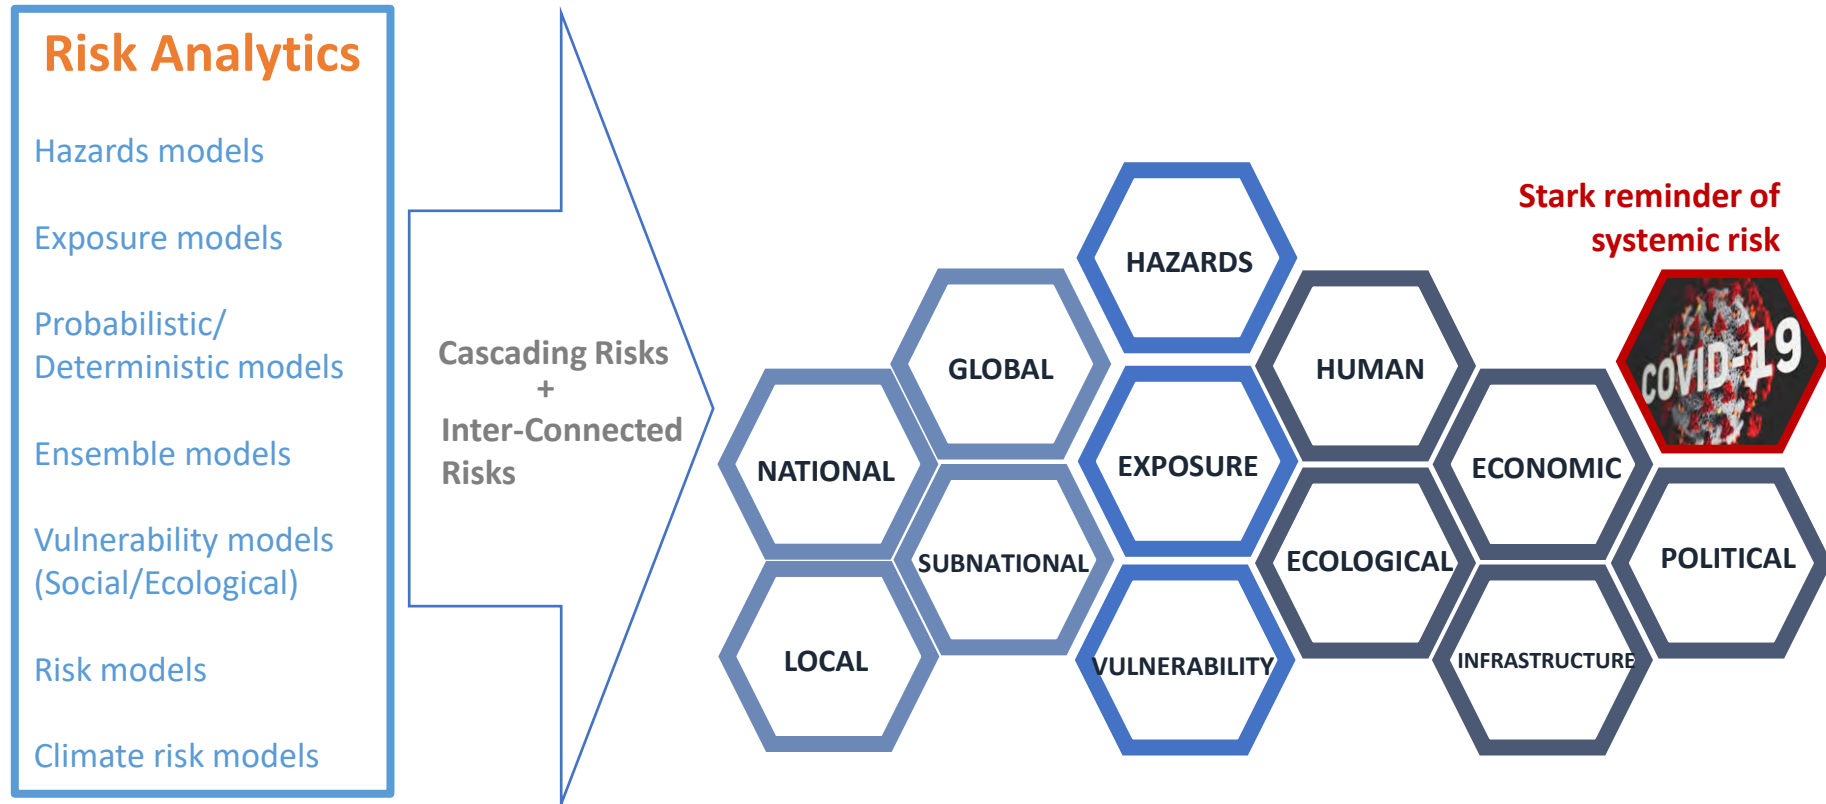 Risk Analytics
Hazards models
Exposure models
Probabilistic/
Deterministic models
Ensemble models
Vulnerability models
(Social/Ecological)
Risk models
Climate risk models
Cascading Risks
+
Inter-Connected
Risks
HAZARDS
GLOBAL
HUMAN
NATIONAL
EXPOSURE
ECONOMIC
SUBNATIONAL
ECOLOGICAL
POLITICAL
LOCAL
VULNERABILITY
INFRASTRUCTURE
Stark reminder of
systemic risk
COVID-19